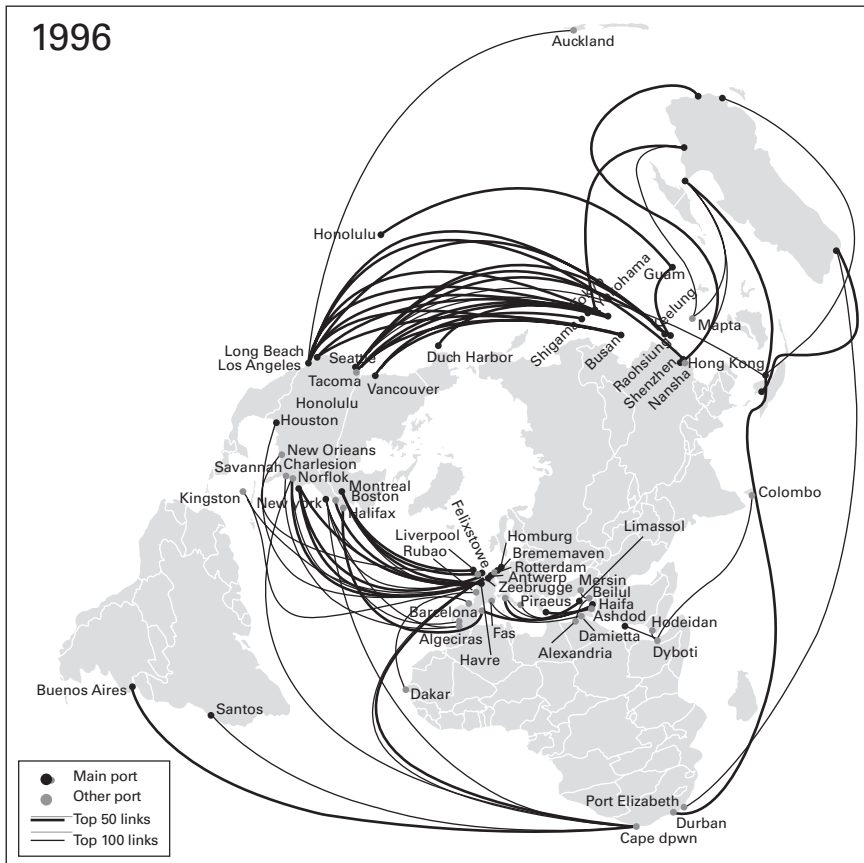 1996
Auckland
Honolulu
Guam
Tokyo
Yokohama
Keelung
Mapta
Shigama
Busan
Raohsiung
Shenzhen
Nansha
Hong Kong
Long Beach
Los Angeles
Seattle
Tacoma
Vancouver
Duch Harbor
Honolulu
Houston
New Orieans
Savannah
Charlesion
Norflok
Kingston
New york
Montreal
Boston
Halifax
Colombo
Felixstowe
Liverpool
Rubao
Homburg
Brememaven
Rotterdam
Antwerp
Zeebrugge
Limassol
Mersin
Beilul
Haifa
Ashdod
Piraeus
Barcelona
Algeciras
Havre
Fas
Alexandria
Damietta
Hodeidan
Dyboti
Dakar
Buenos Aires
Santos
Port Elizabeth
Durban
Cape dpwn
Main port
Other port
Top 50 links
Top 100 links